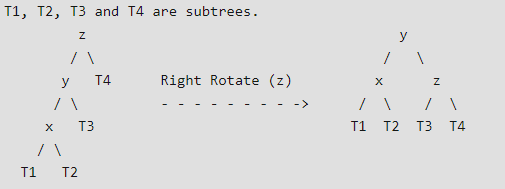 T1, T2, T3 and T4 are subtrees.
z y
/ \ / \
y T4 Right Rotate (z) x z
/ \ - - - - - - - - -> / \ / \
x T3 T1 T2 T3 T4
/ \
T1 T2